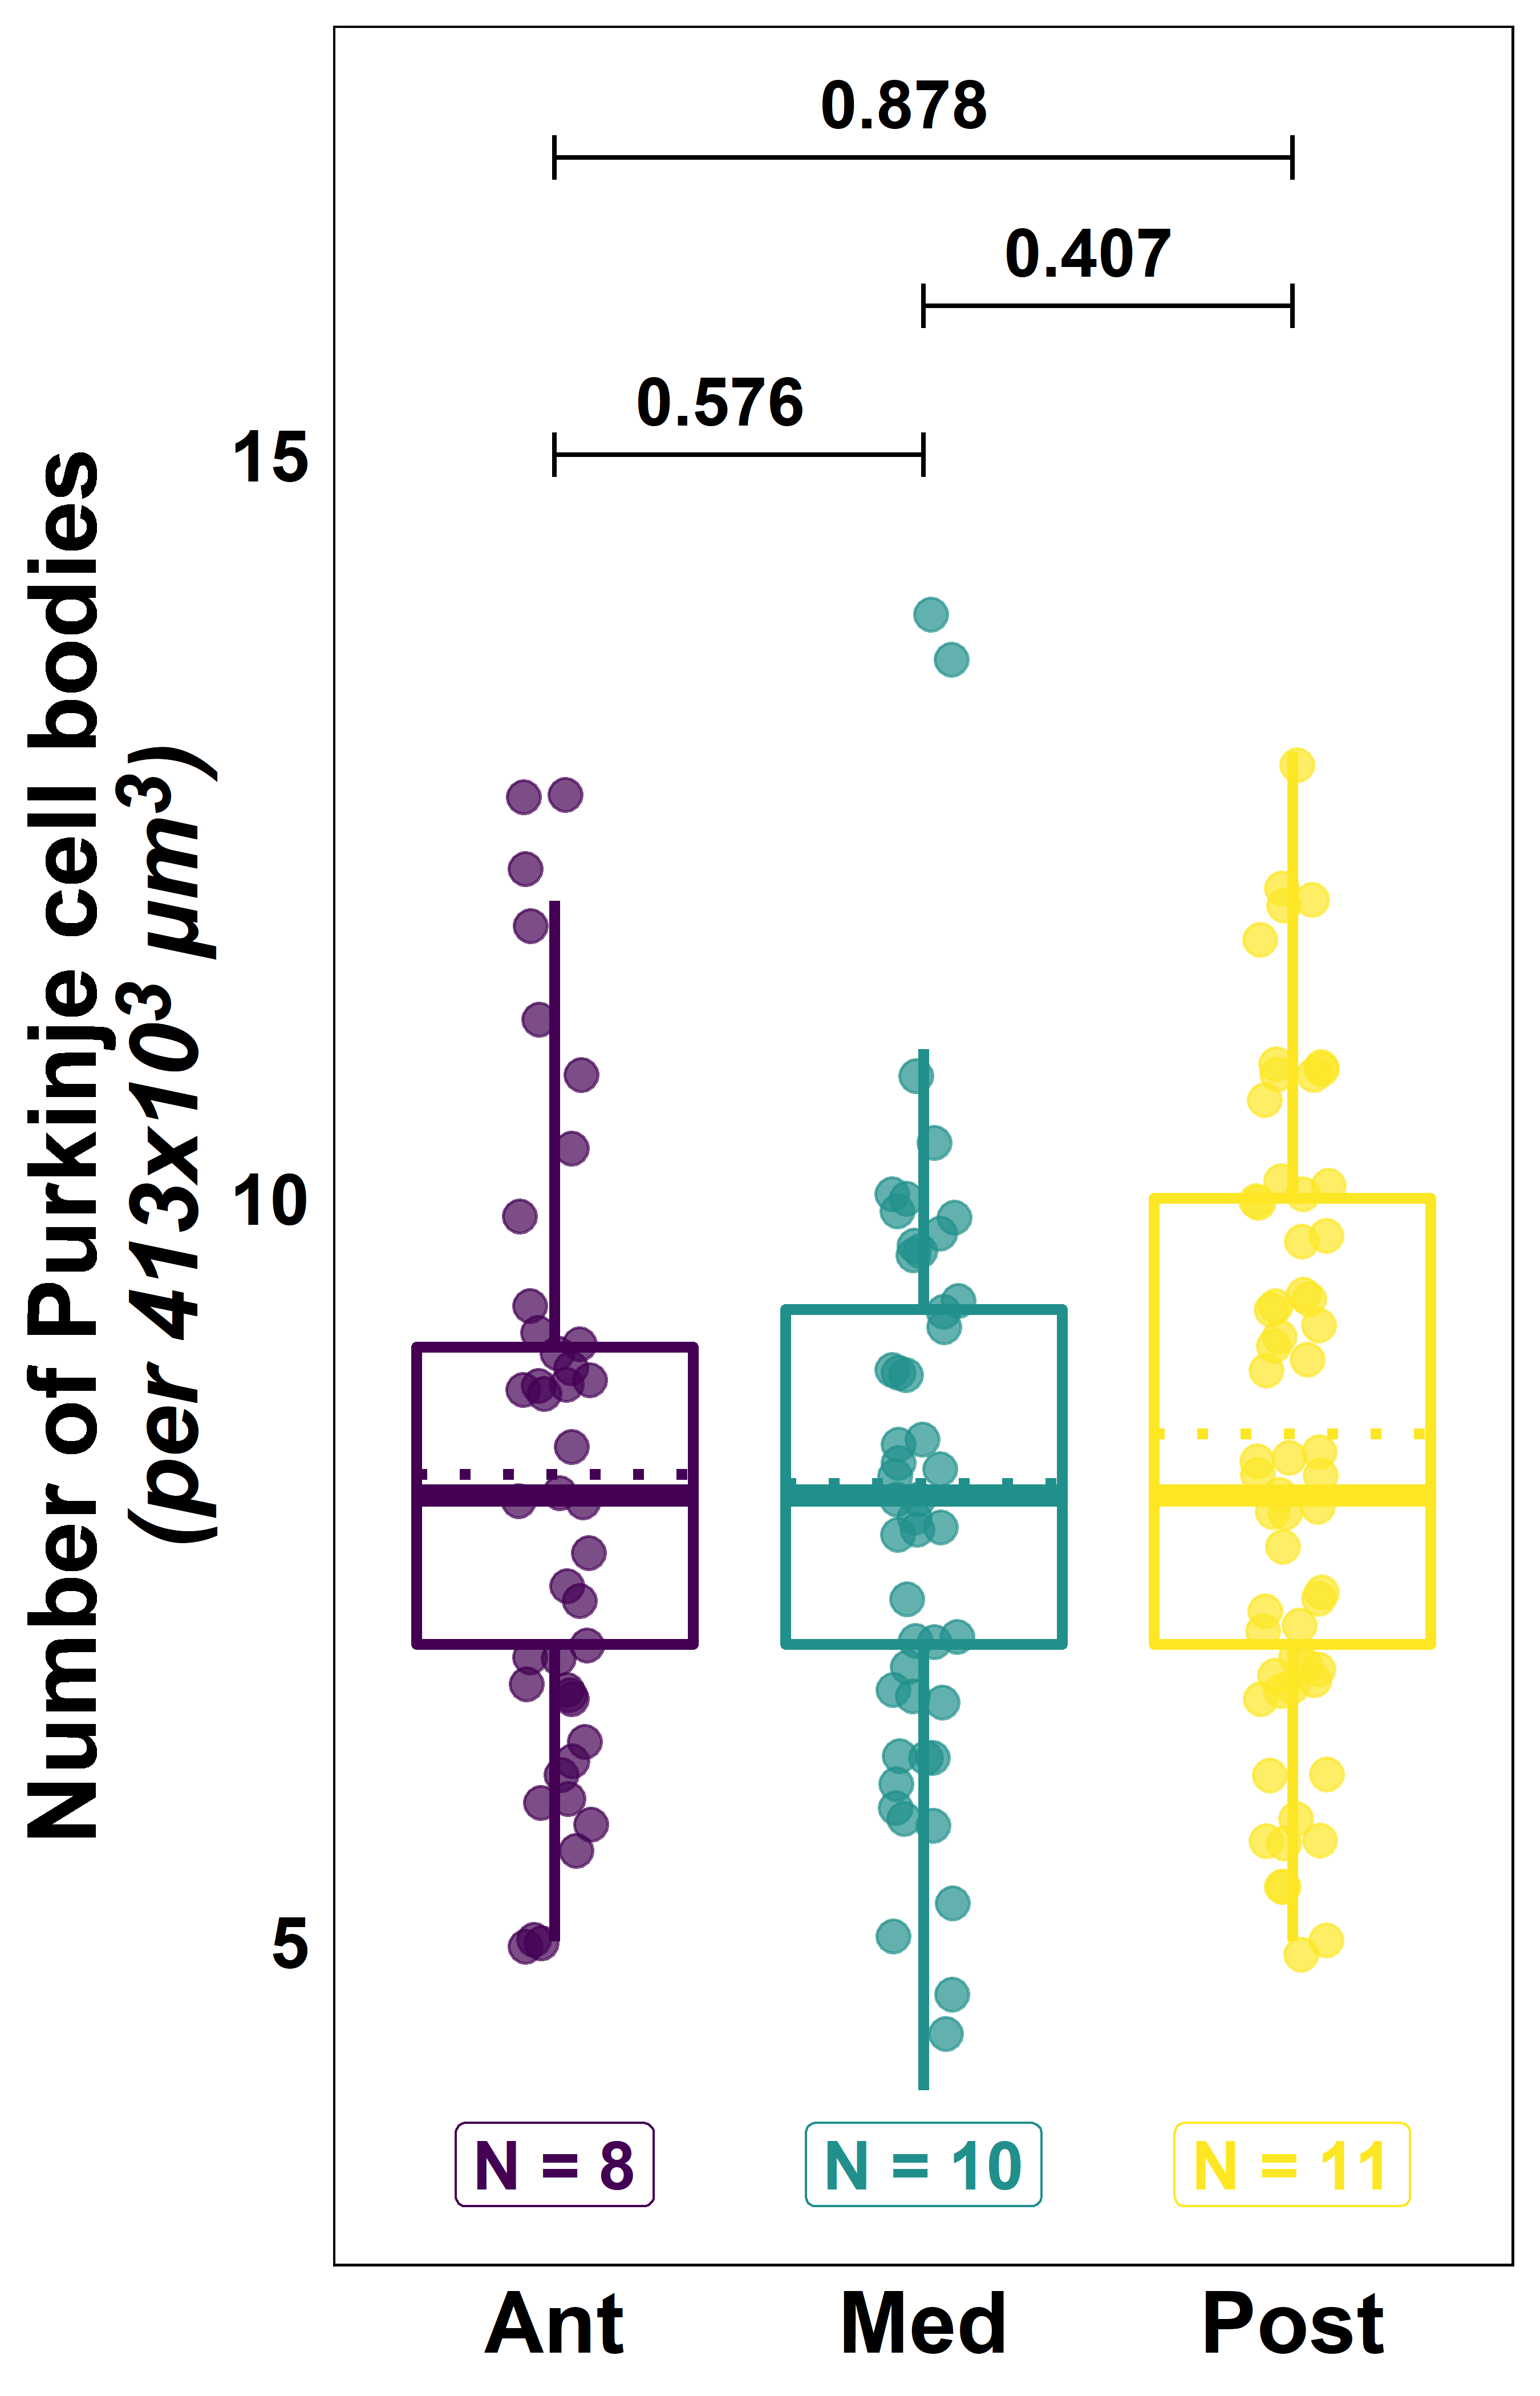 Number of Purkinje cell bodies
(per 413x10³ µm³)
0.878
0.407
0.576
15
10
5
N = 8
N = 10
N = 11
Ant
Med
Post